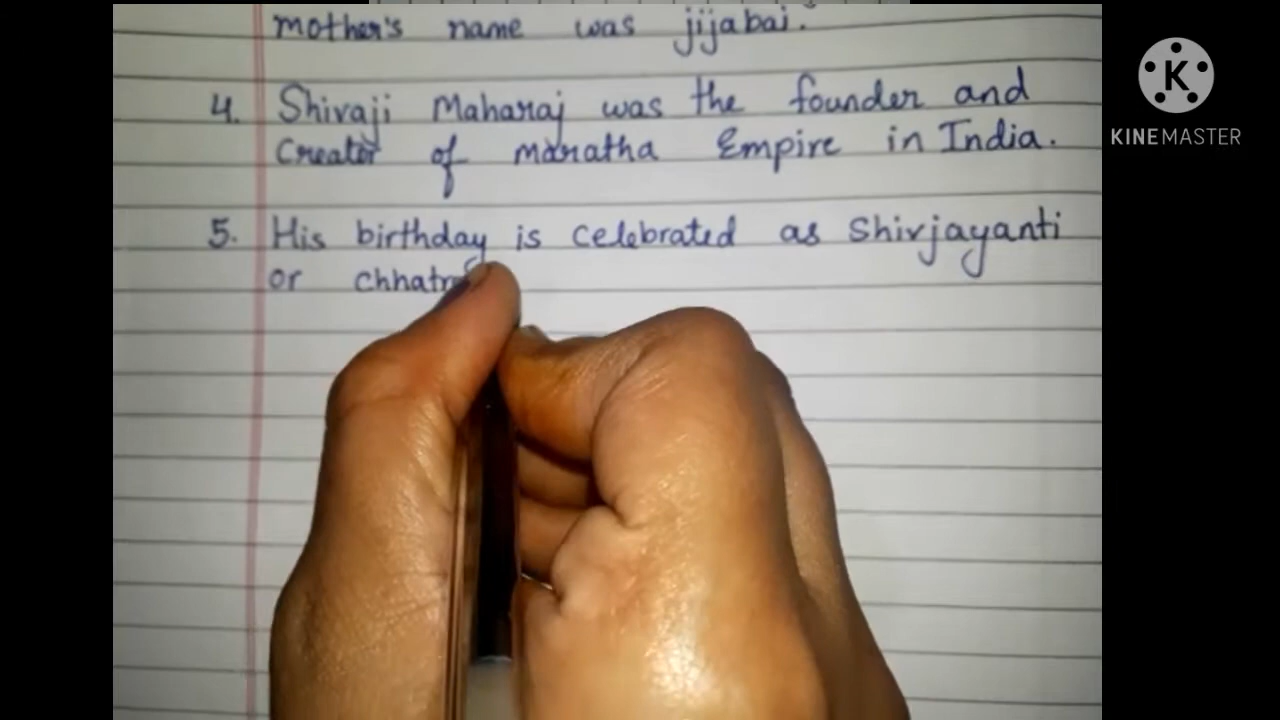 mother's name was jijabai.
4. Shivaji Maharaj was the founder and
Creator of maratha Empire in India.
5. His birthday is celebrated as Shivjayanti
or
K
KINEMASTER